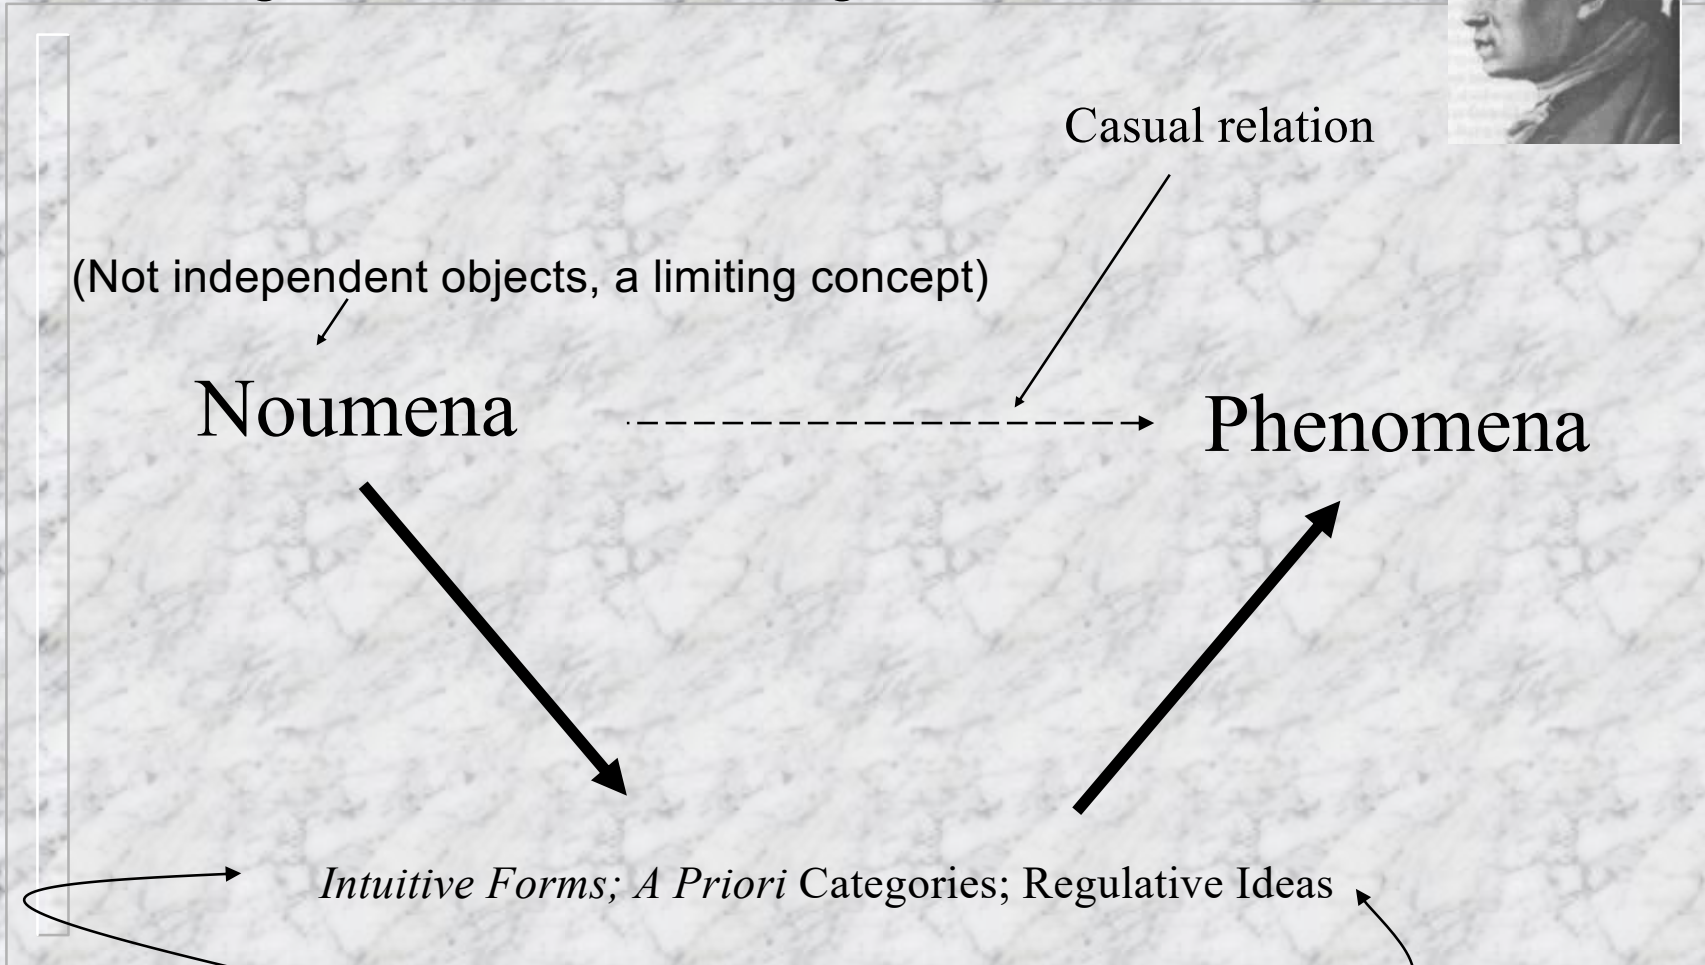 Casual relation
(Not independent objects, a limiting concept)
Noumena
Phenomena
Intuitive Forms; A Priori Categories; Regulative Ideas